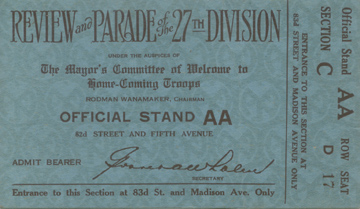 REVIEW and PARADE of the 27TH DIVISION
UNDER THE AUSPICES OF
The Mayor's Committee of Welcome to
Home-Coming Troops
RODMAN WANAMAKER, CHAIRMAN
OFFICIAL STAND AA
82D STREET AND FIFTH AVENUE
ADMIT BEARER
SECRETARY
Entrance to this Section at 83d St. and Madison Ave. Only
Official Stand AA
SECTION C
ROW D
SEAT 17
ENTRANCE TO THIS SECTION AT
83d STREET AND MADISON
AVENUE ONLY